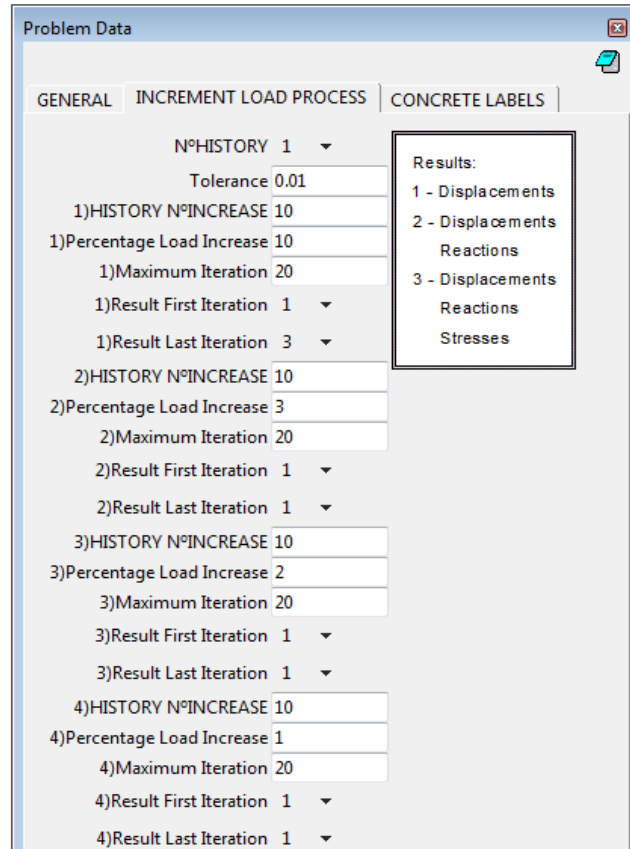 Problem Data
GENERAL INCREMENT LOAD PROCESS CONCRETE LABELS
NºHISTORY 1
Tolerance 0.01
1)HISTORY NºINCREASE 10
1)Percentage Load Increase 10
1)Maximum Iteration 20
1)Result First Iteration 1
1)Result Last Iteration 3
2)HISTORY NºINCREASE 10
2)Percentage Load Increase 3
2)Maximum Iteration 20
2)Result First Iteration 1
2)Result Last Iteration 1
3)HISTORY NºINCREASE 10
3)Percentage Load Increase 2
3)Maximum Iteration 20
3)Result First Iteration 1
3)Result Last Iteration 1
4)HISTORY NºINCREASE 10
4)Percentage Load Increase 1
4)Maximum Iteration 20
4)Result First Iteration 1
4)Result Last Iteration 1
Results:
1 - Displacements
2 - Displacements
Reactions
3 - Displacements
Reactions
Stresses